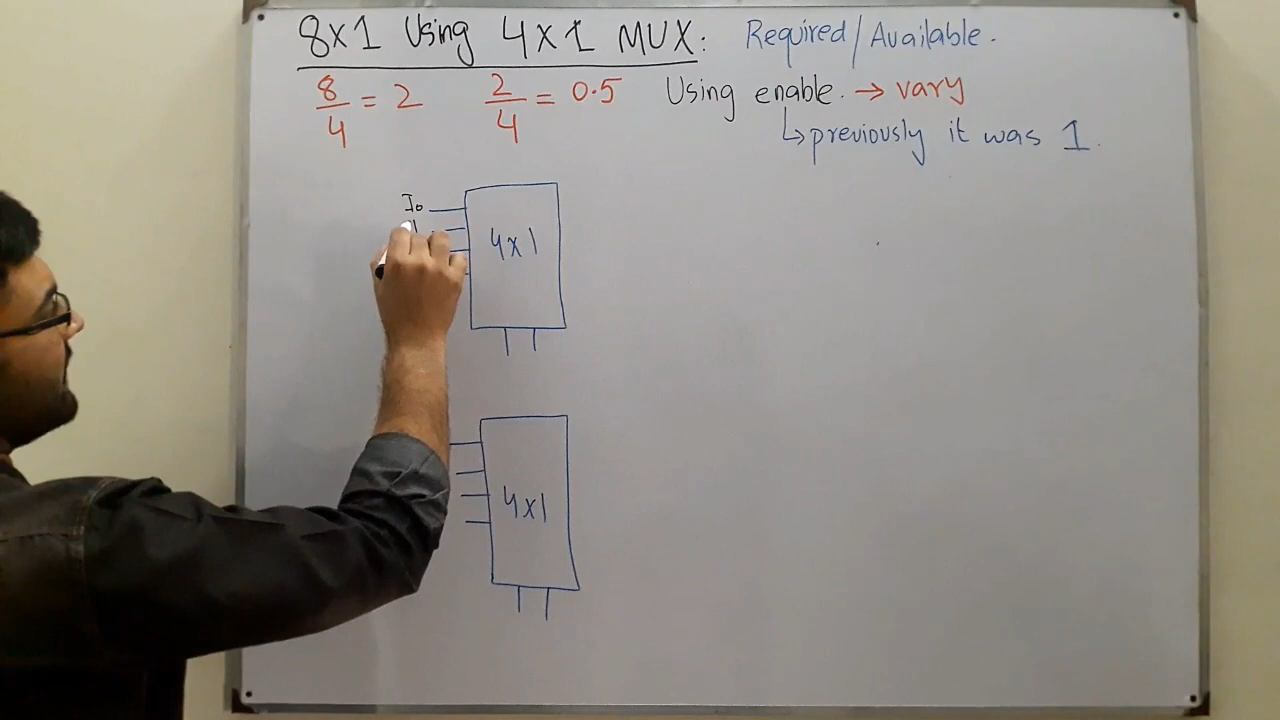 8x1 Using 4x1 MUX: Required/Available.
8/4 = 2 2/4 = 0.5 Using enable. → vary
↳ previously it was 1.
I0
4x1
4x1